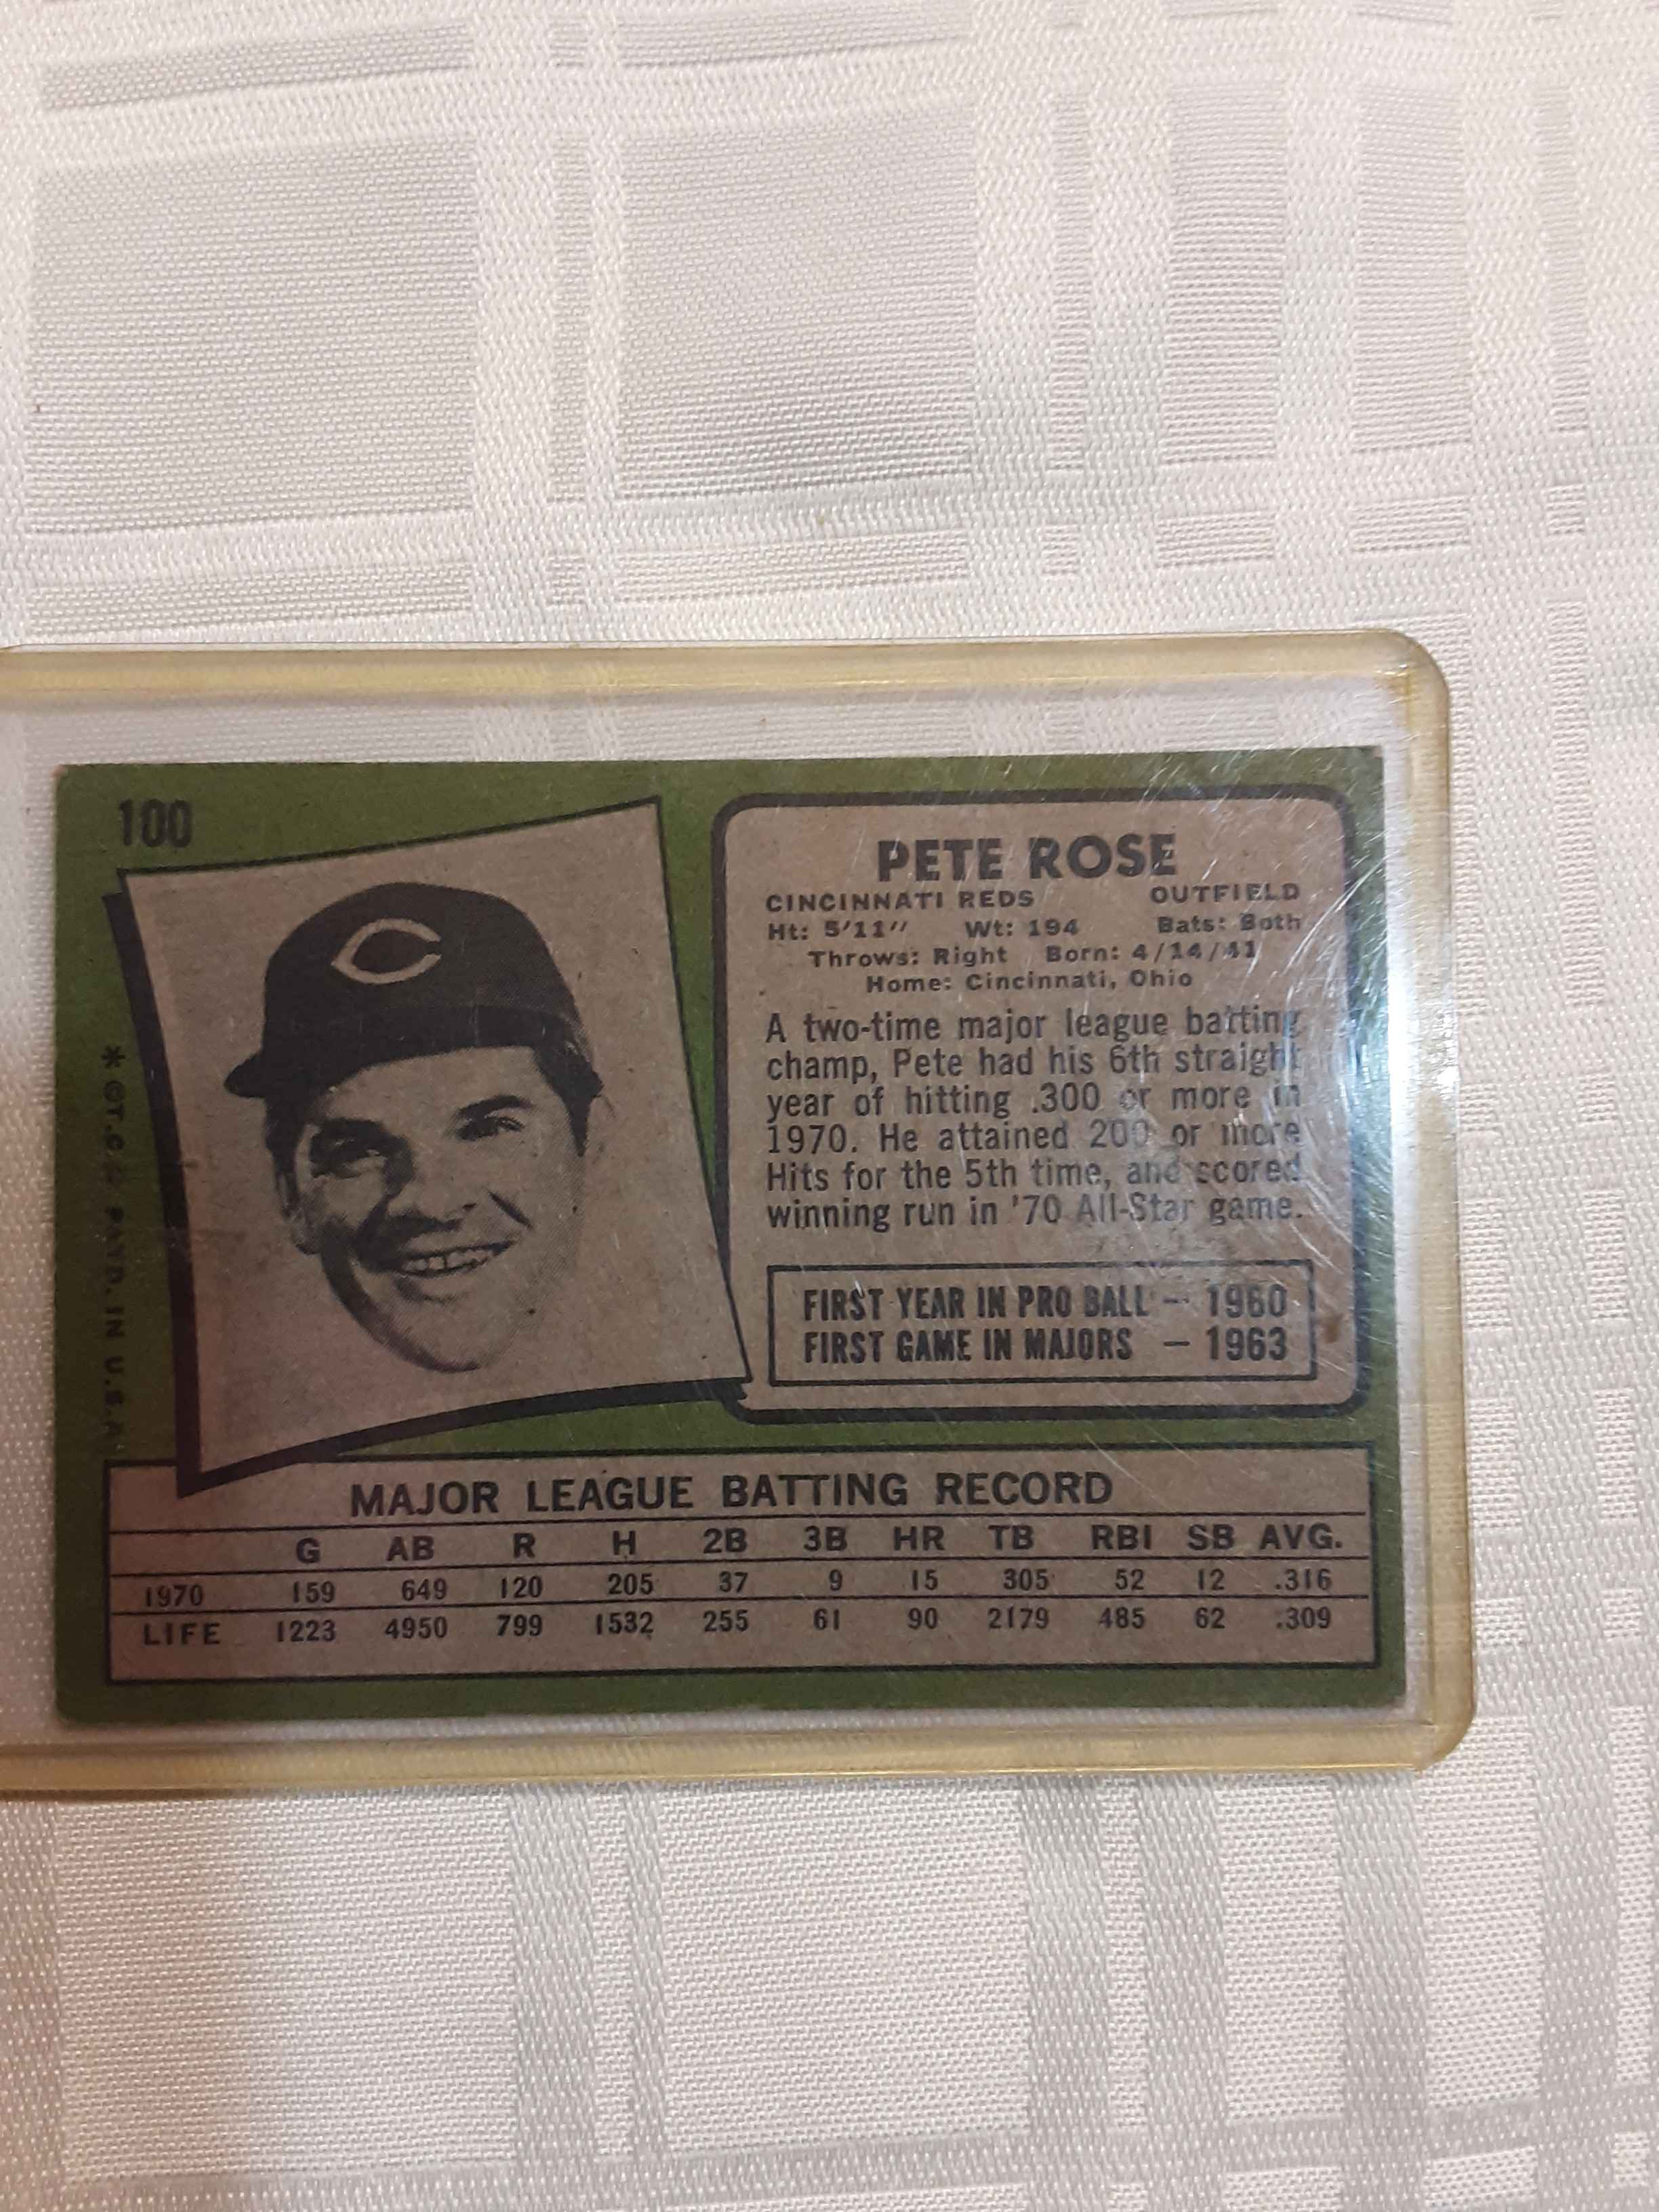 100
PETE ROSE
CINCINNATI REDS OUTFIELD
Ht: 5'11" Wt: 194 Bats: Both
Throws: Right Born: 4/14/41
Home: Cincinnati, Ohio
A two-time major league batting
champ, Pete had his 6th straight
year of hitting .300 or more in
1970. He attained 200 or more
Hits for the 5th time, and scored
winning run in '70 All-Star game.
FIRST YEAR IN PRO BALL — 1960
FIRST GAME IN MAJORS — 1963
* ©T.C.G. PRTD. IN U.S.A.
MAJOR LEAGUE BATTING RECORD
G AB R H 2B 3B HR TB RBI SB AVG.
1970 159 649 120 205 37 9 15 305 52 12 .316
LIFE 1223 4950 799 1532 255 61 90 2179 485 62 .309